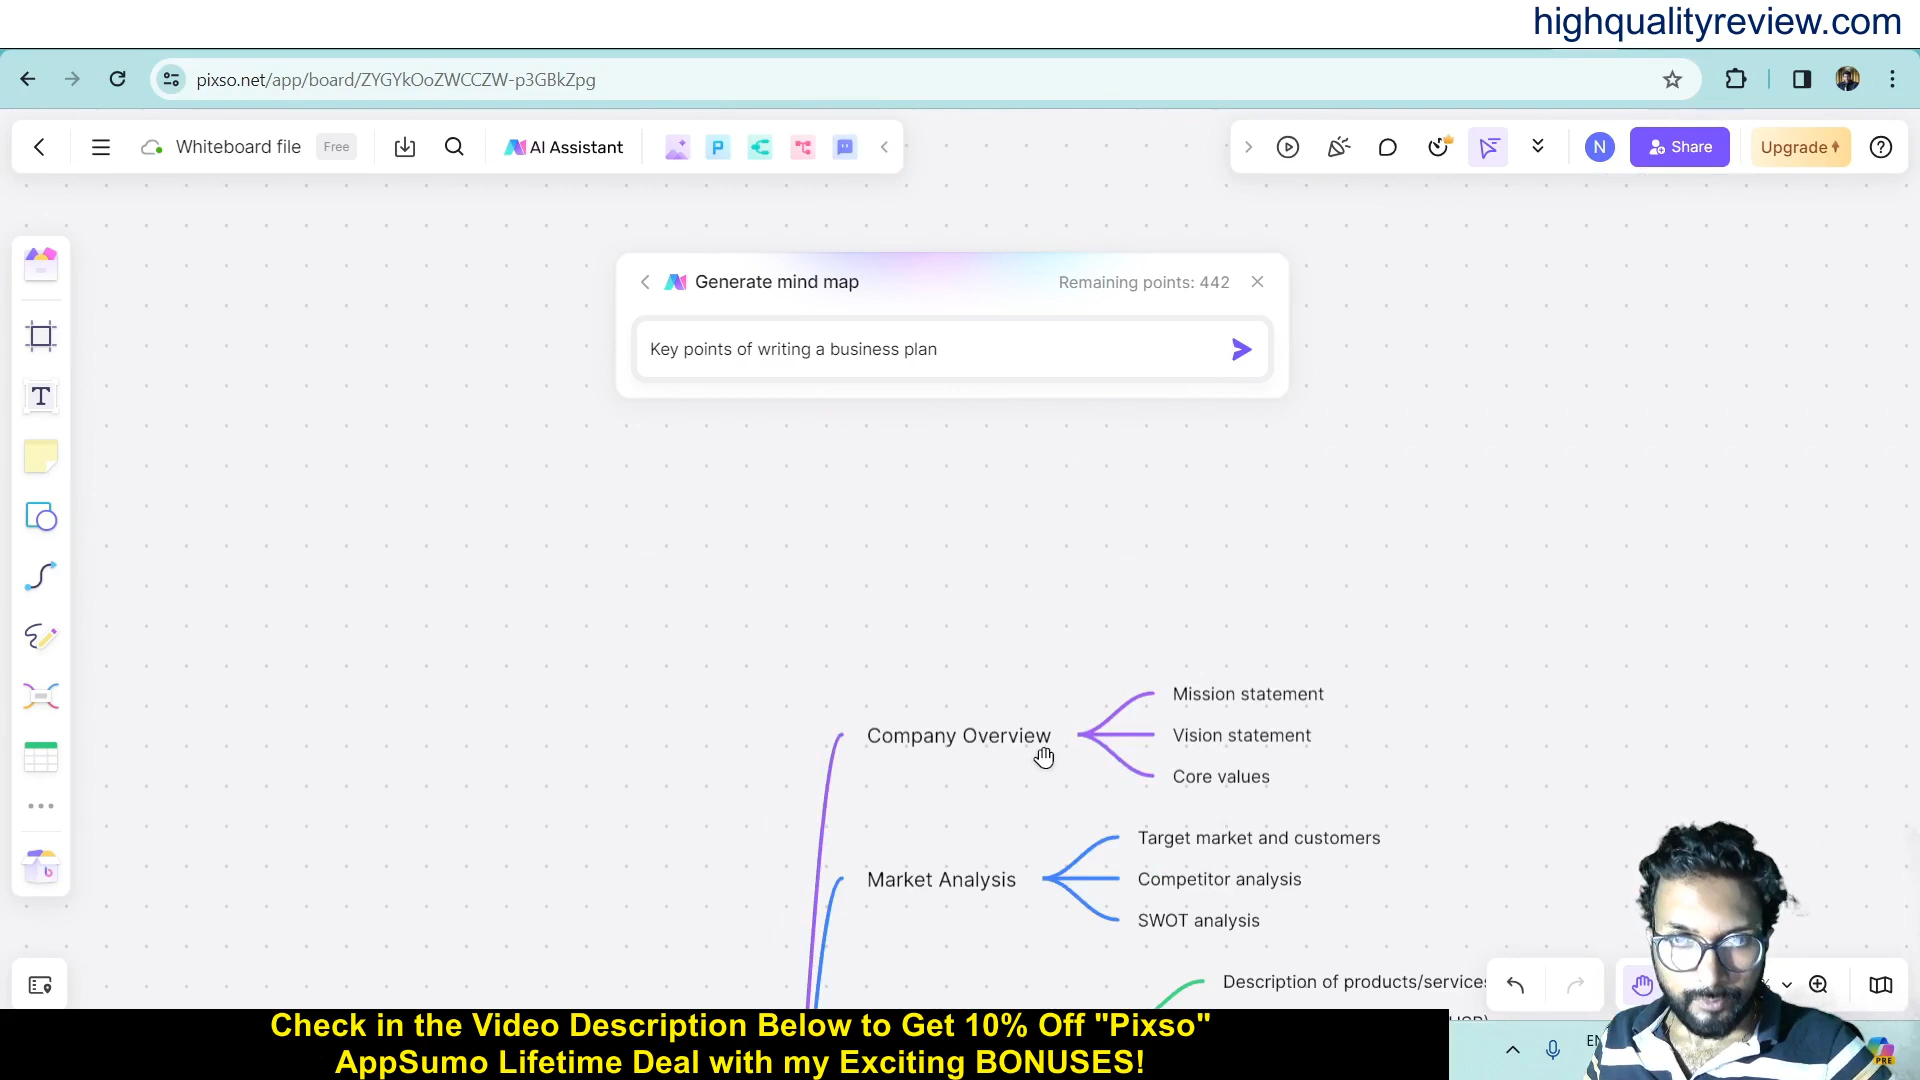 highqualityreview.com
pixso.net/app/board/ZYGYkOoZWCCZW-p3GBkZpg
Whiteboard file Free AI Assistant P N Share Upgrade
Generate mind map Remaining points: 442
Key points of writing a business plan
T
Company Overview
Mission statement
Vision statement
Core values
Market Analysis
Target market and customers
Competitor analysis
SWOT analysis
Description of products/services
Check in the Video Description Below to Get 10% Off "Pixso"
AppSumo Lifetime Deal with my Exciting BONUSES!
PRE